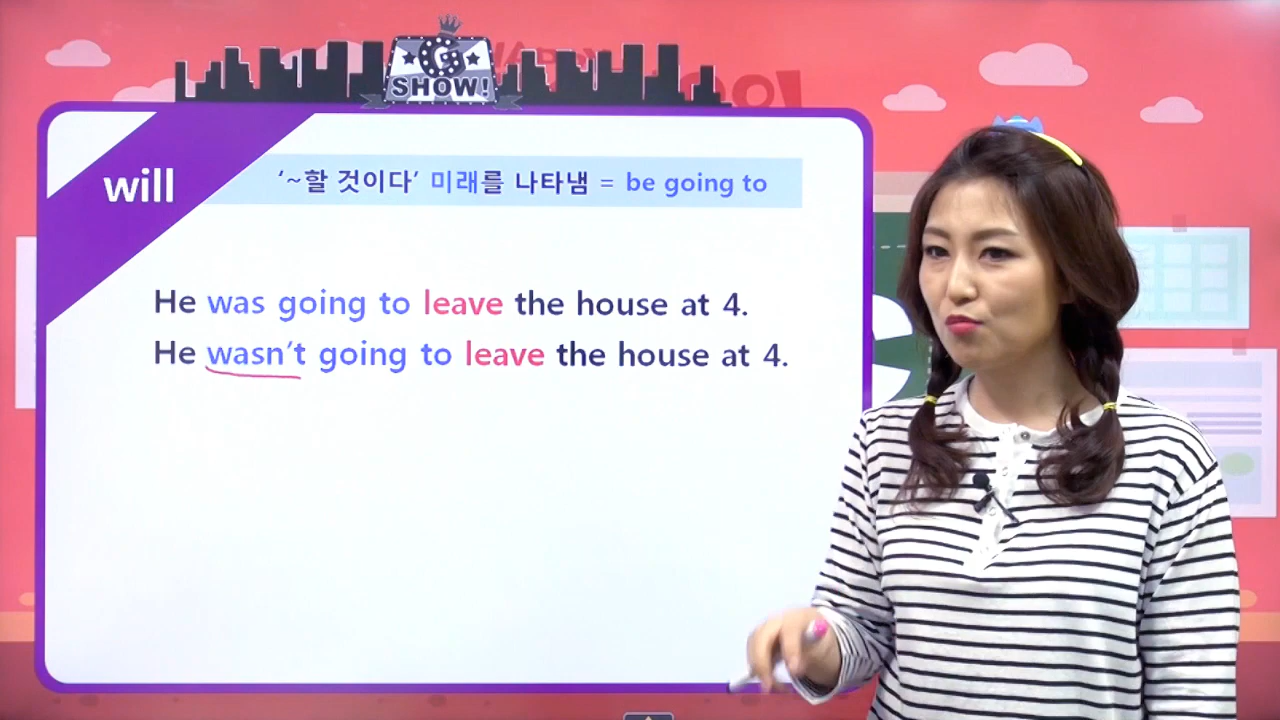 G
SHOW!
will
‘~할 것이다’ 미래를 나타냄 = be going to
He was going to leave the house at 4.
He wasn’t going to leave the house at 4.